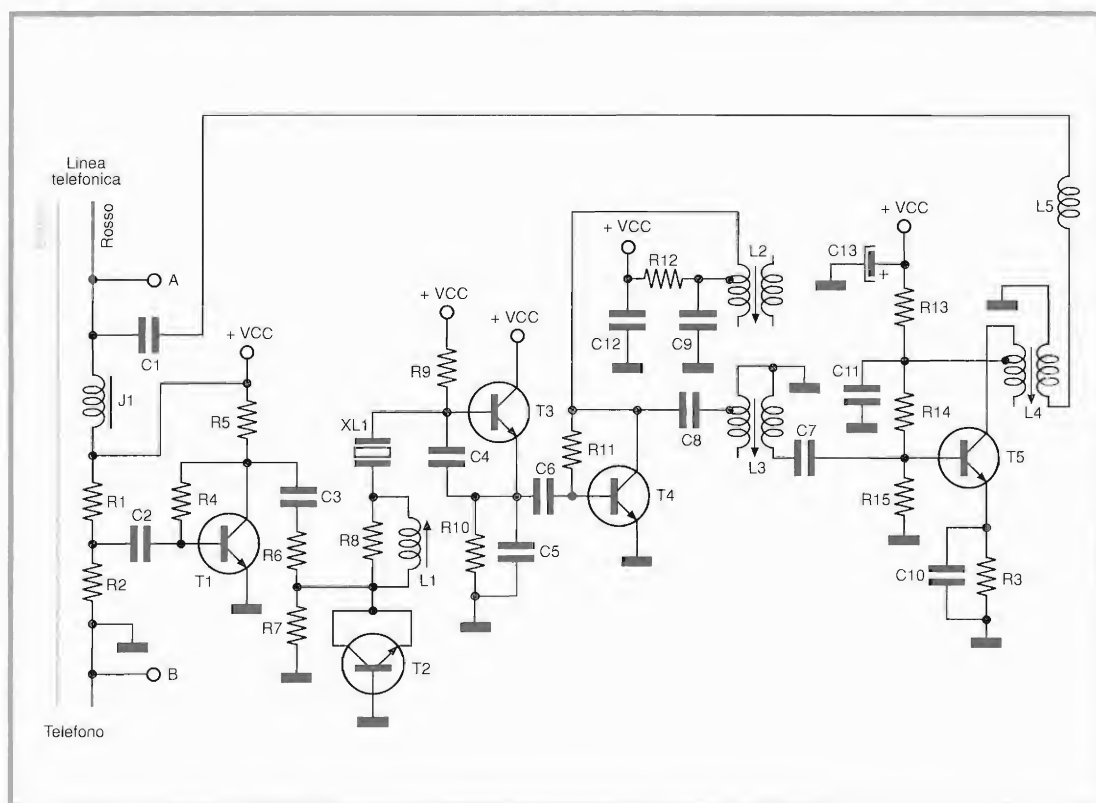 Linea
telefonica
Rosso
A
C1
J1
+ VCC
R5
R1
C2
R4
C3
R2
T1
R6
R7
B
Telefono
+ VCC
R9
XL1
C4
R8
L1
T2
+ VCC
T3
R10
C6
C5
+ VCC
R12
L2
C12
C9
R11
C8
L3
T4
C7
+ VCC
C13
+
R13
C11
R14
R15
T5
C10
R3
L4
L5